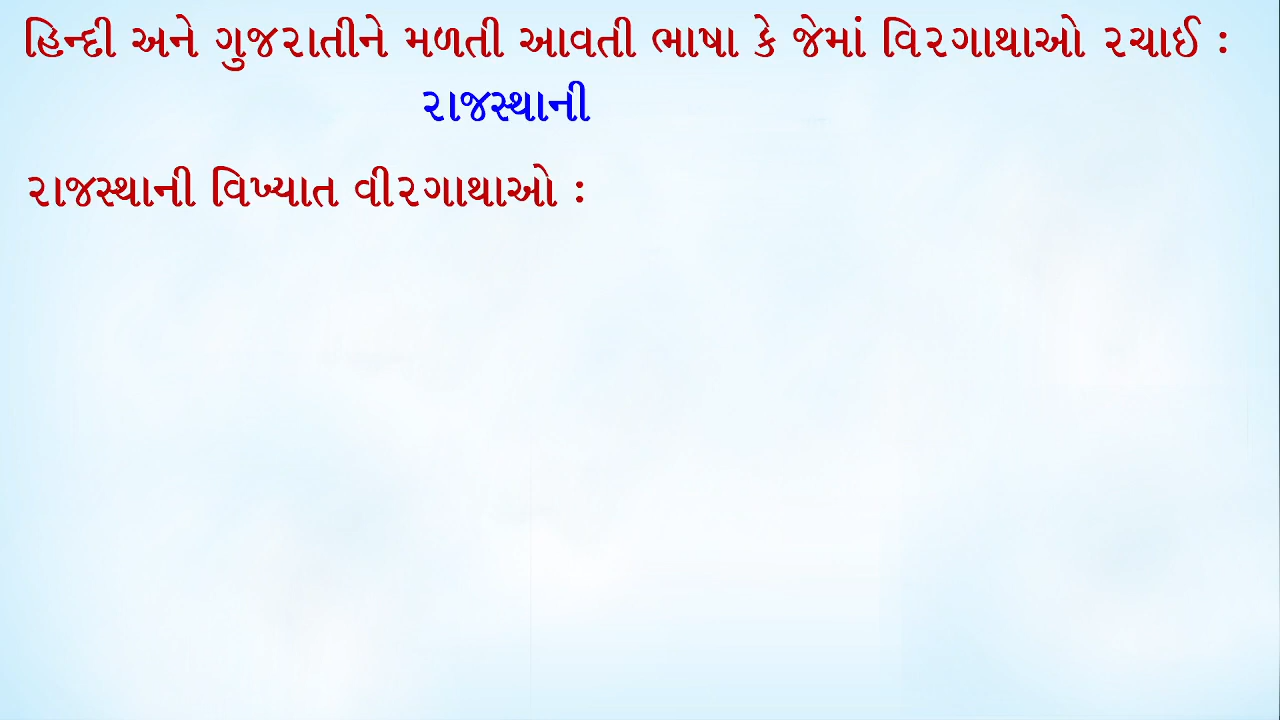 હિન્દી અને ગુજરાતીને મળતી આવતી ભાષા કે જેમાં વિરગાથાઓ રચાઈ :
રાજસ્થાની
રાજસ્થાની વિખ્યાત વીરગાથાઓ :